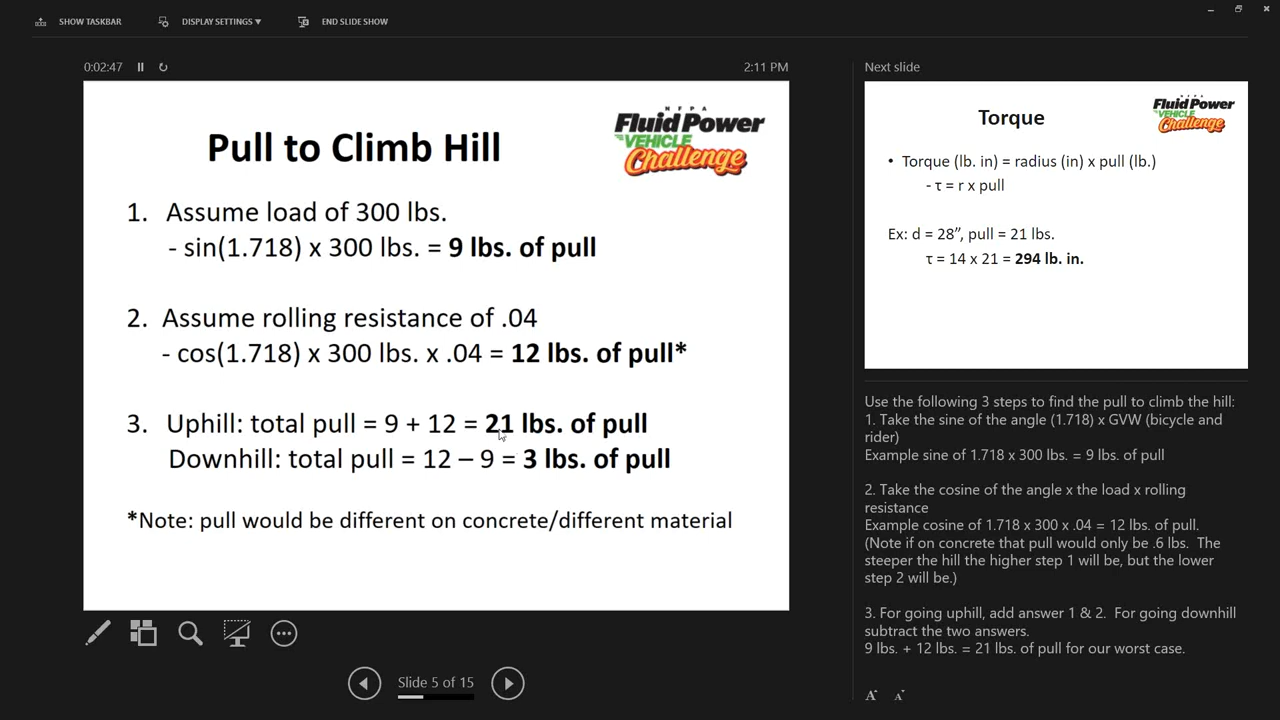 SHOW TASKBAR
DISPLAY SETTINGS ▼
END SLIDE SHOW
0:02:47
2:11 PM
Pull to Climb Hill
NFPA
Fluid Power
VEHICLE
Challenge
1. Assume load of 300 lbs.
- sin(1.718) x 300 lbs. = 9 lbs. of pull
2. Assume rolling resistance of .04
- cos(1.718) x 300 lbs. x .04 = 12 lbs. of pull*
3. Uphill: total pull = 9 + 12 = 21 lbs. of pull
Downhill: total pull = 12 – 9 = 3 lbs. of pull
*Note: pull would be different on concrete/different material
Slide 5 of 15
Next slide
Torque
NFPA
Fluid Power
VEHICLE
Challenge
• Torque (lb. in) = radius (in) x pull (lb.)
- τ = r x pull
Ex: d = 28”, pull = 21 lbs.
τ = 14 x 21 = 294 lb. in.
Use the following 3 steps to find the pull to climb the hill:
1. Take the sine of the angle (1.718) x GVW (bicycle and
rider)
Example sine of 1.718 x 300 lbs. = 9 lbs. of pull
2. Take the cosine of the angle x the load x rolling
resistance
Example cosine of 1.718 x 300 x .04 = 12 lbs. of pull.
(Note if on concrete that pull would only be .6 lbs.  The
steeper the hill the higher step 1 will be, but the lower
step 2 will be.)
3. For going uphill, add answer 1 & 2.  For going downhill
subtract the two answers.
9 lbs. + 12 lbs. = 21 lbs. of pull for our worst case.
A A